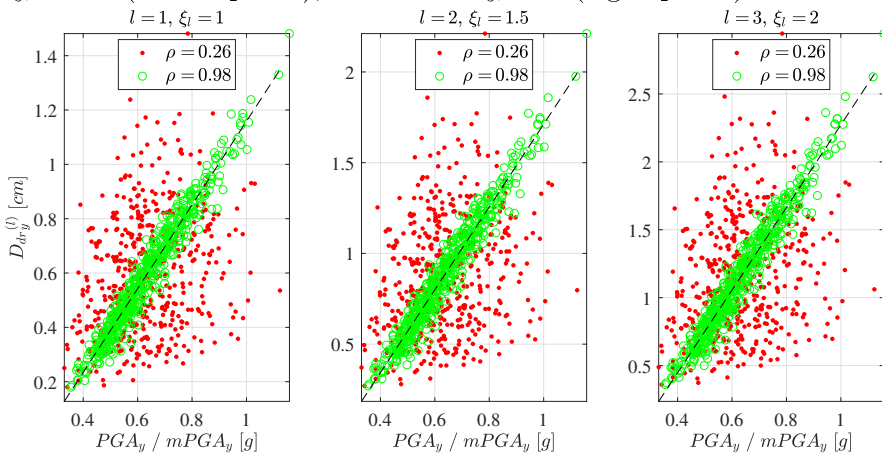 l = 1, ξ_l = 1
ρ = 0.26
ρ = 0.98
1.4
1.2
1
0.8
0.6
0.4
0.2
D_{dr_y}^{(l)} [cm]
0.4 0.6 0.8 1
PGA_y / mPGA_y [g]
l = 2, ξ_l = 1.5
ρ = 0.26
ρ = 0.98
2
1.5
1
0.5
0.4 0.6 0.8 1
PGA_y / mPGA_y [g]
l = 3, ξ_l = 2
ρ = 0.26
ρ = 0.98
2.5
2
1.5
1
0.5
0.4 0.6 0.8 1
PGA_y / mPGA_y [g]